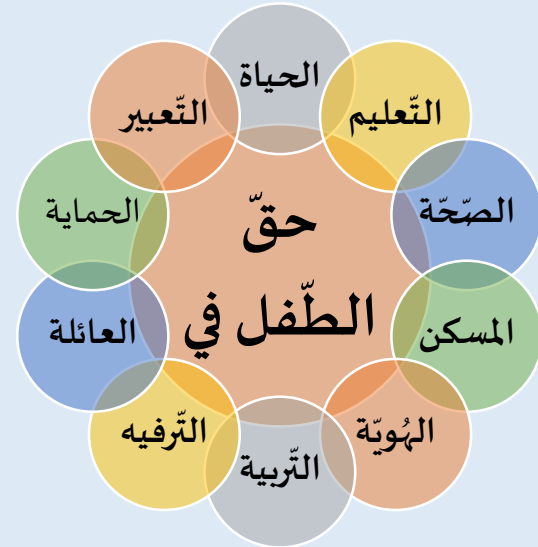 حقّ
الطّفل في
الحياة
التّعليم
الصّحّة
المسكن
الهُويّة
التّربية
التّرفيه
العائلة
الحماية
التّعبير